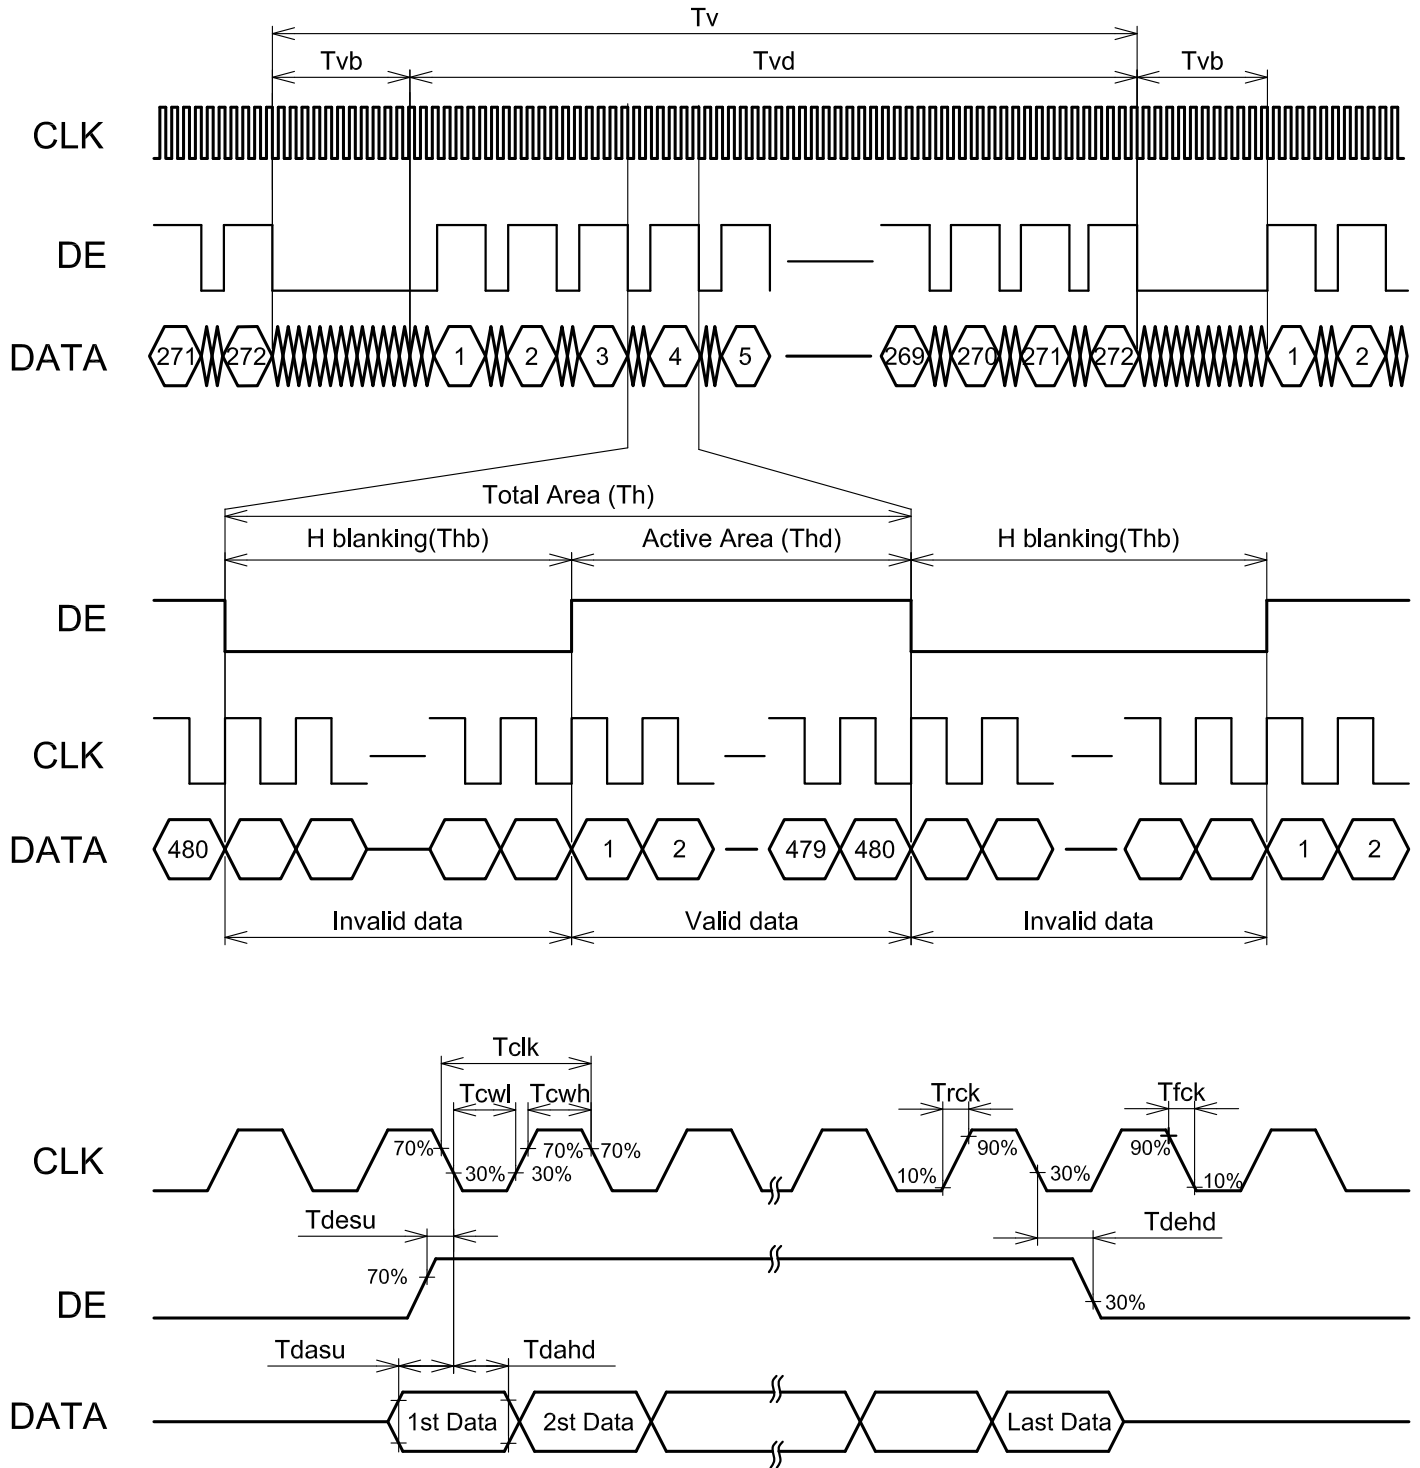 Tv
Tvb Tvd Tvb
CLK
DE
DATA 271 272 1 2 3 4 5 269 270 271 272 1 2
Total Area (Th)
H blanking(Thb) Active Area (Thd) H blanking(Thb)
DE
CLK
DATA 480 1 2 479 480 1 2
Invalid data Valid data Invalid data
Tclk
Tcwl Tcwh Trck Tfck
CLK 70% 30% 70% 30% 70% 10% 90% 30% 90% 10%
Tdesu Tdehd
DE 70% 30%
Tdasu Tdahd
DATA 1st Data 2st Data Last Data